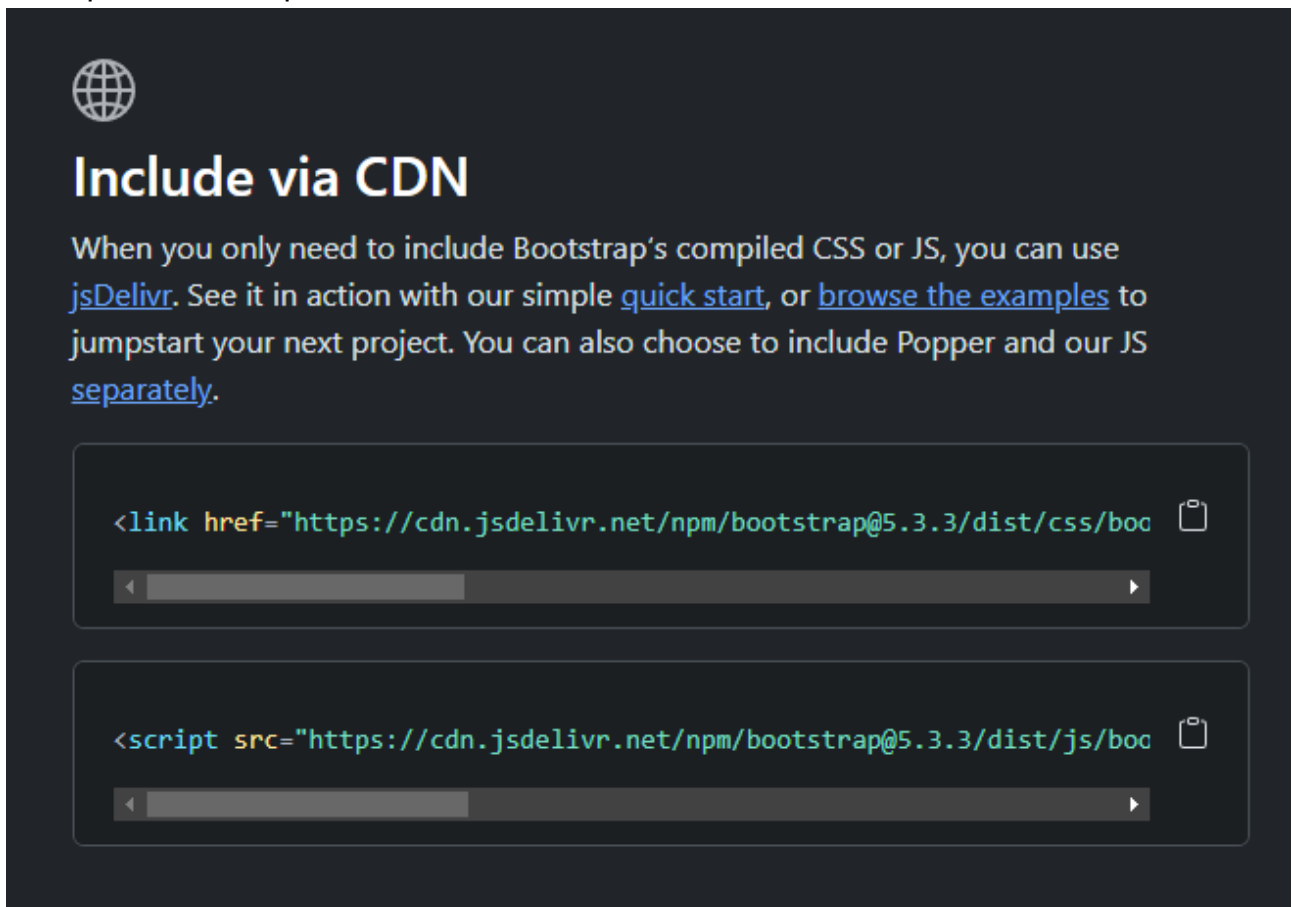 Include via CDN
When you only need to include Bootstrap’s compiled CSS or JS, you can use
jsDelivr. See it in action with our simple quick start, or browse the examples to
jumpstart your next project. You can also choose to include Popper and our JS
separately.
<link href="https://cdn.jsdelivr.net/npm/bootstrap@5.3.3/dist/css/boo
<script src="https://cdn.jsdelivr.net/npm/bootstrap@5.3.3/dist/js/boo